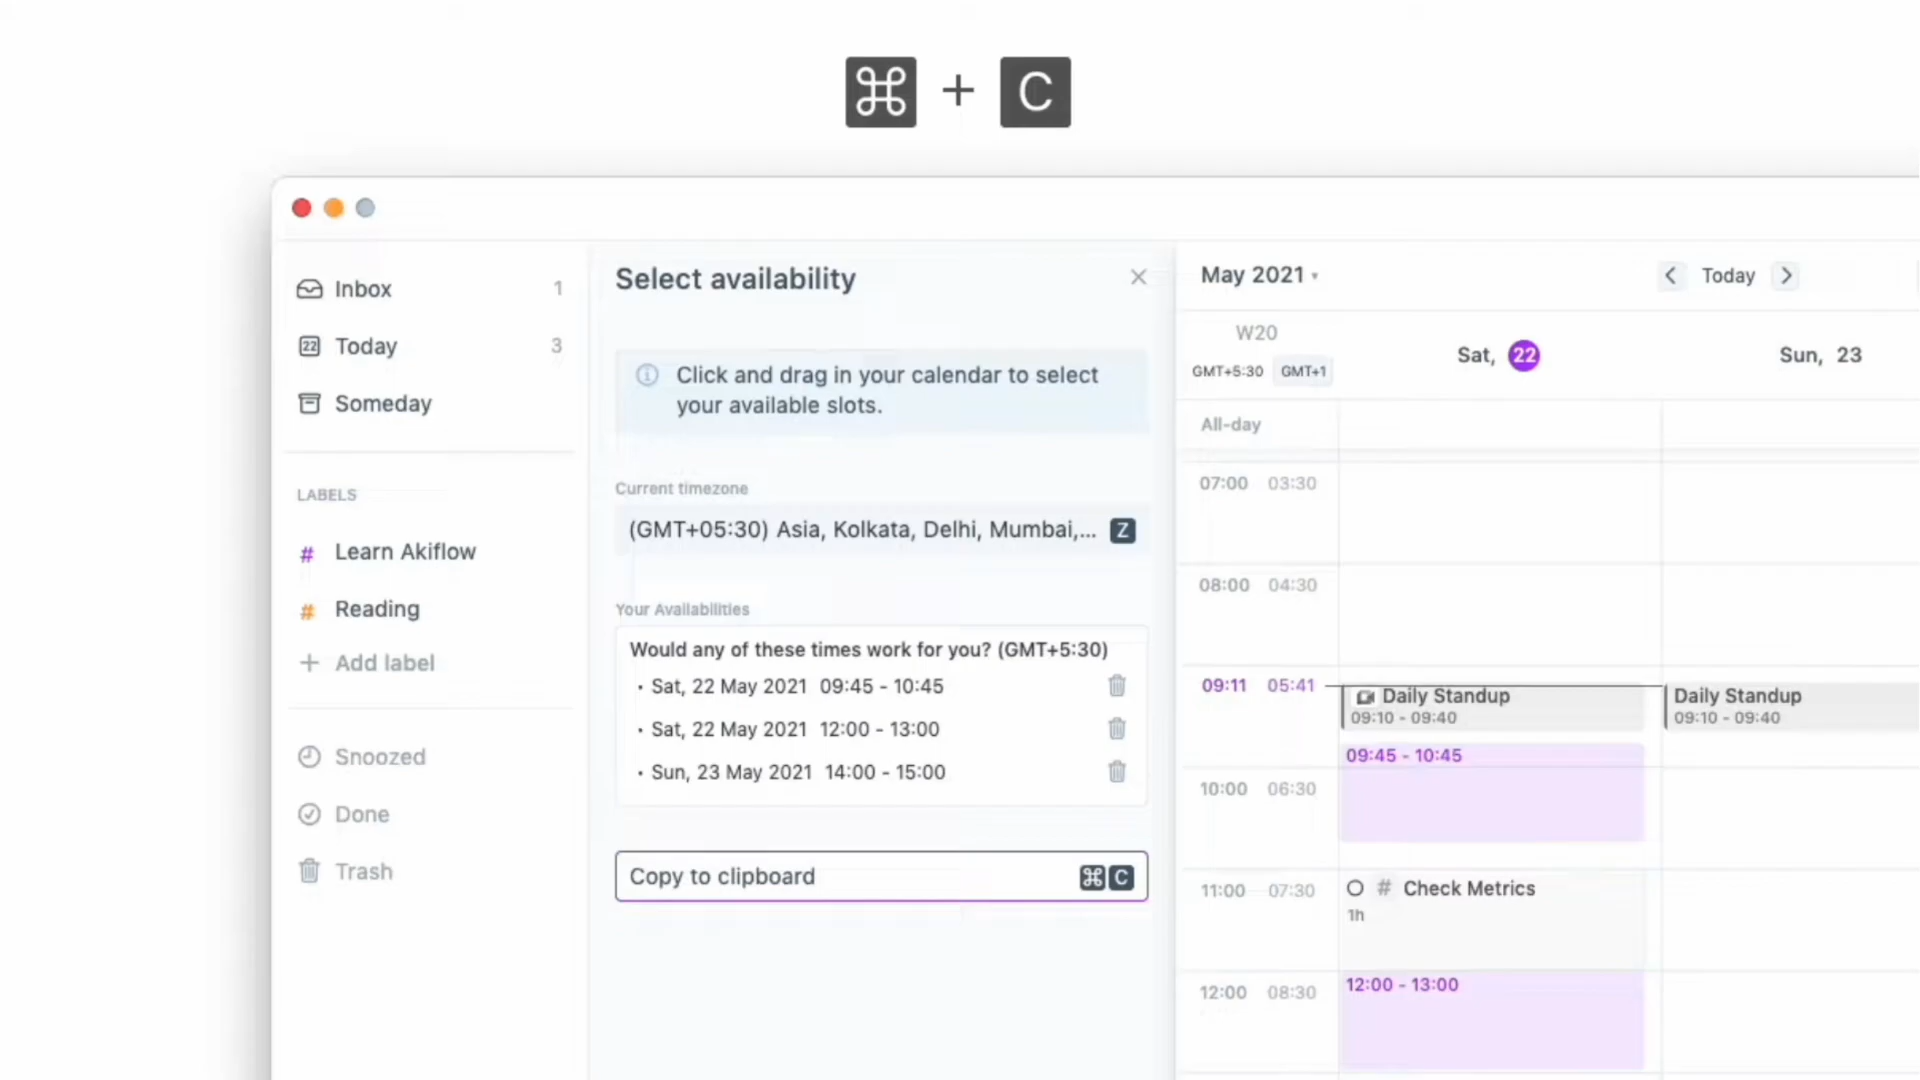 ⌘ + C
Inbox 1
22 Today 3
Someday
LABELS
# Learn Akiflow
# Reading
+ Add label
Snoozed
Done
Trash
Select availability
Click and drag in your calendar to select
your available slots.
Current timezone
(GMT+05:30) Asia, Kolkata, Delhi, Mumbai,... Z
Your Availabilities
Would any of these times work for you? (GMT+5:30)
• Sat, 22 May 2021 09:45 - 10:45
• Sat, 22 May 2021 12:00 - 13:00
• Sun, 23 May 2021 14:00 - 15:00
Copy to clipboard ⌘ C
May 2021 Today
W20
GMT+5:30 GMT+1
Sat, 22 Sun, 23
All-day
07:00 03:30
08:00 04:30
09:11 05:41
Daily Standup
09:10 - 09:40
Daily Standup
09:10 - 09:40
09:45 - 10:45
10:00 06:30
11:00 07:30
# Check Metrics
1h
12:00 08:30
12:00 - 13:00